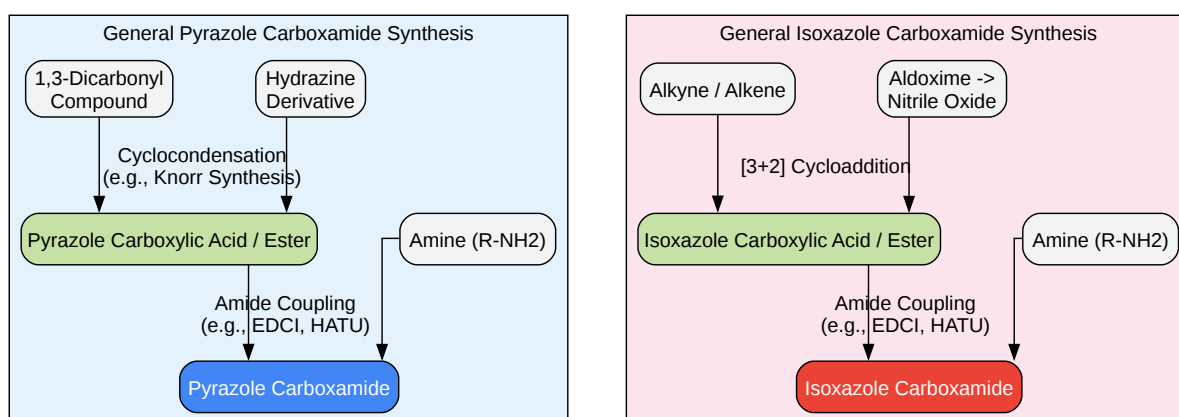 General Pyrazole Carboxamide Synthesis
1,3-Dicarbonyl
Compound
Hydrazine
Derivative
Cyclocondensation
(e.g., Knorr Synthesis)
Pyrazole Carboxylic Acid / Ester
Amine (R-NH2)
Amide Coupling
(e.g., EDCI, HATU)
Pyrazole Carboxamide
General Isoxazole Carboxamide Synthesis
Alkyne / Alkene
Aldoxime ->
Nitrile Oxide
[3+2] Cycloaddition
Isoxazole Carboxylic Acid / Ester
Amine (R-NH2)
Amide Coupling
(e.g., EDCI, HATU)
Isoxazole Carboxamide